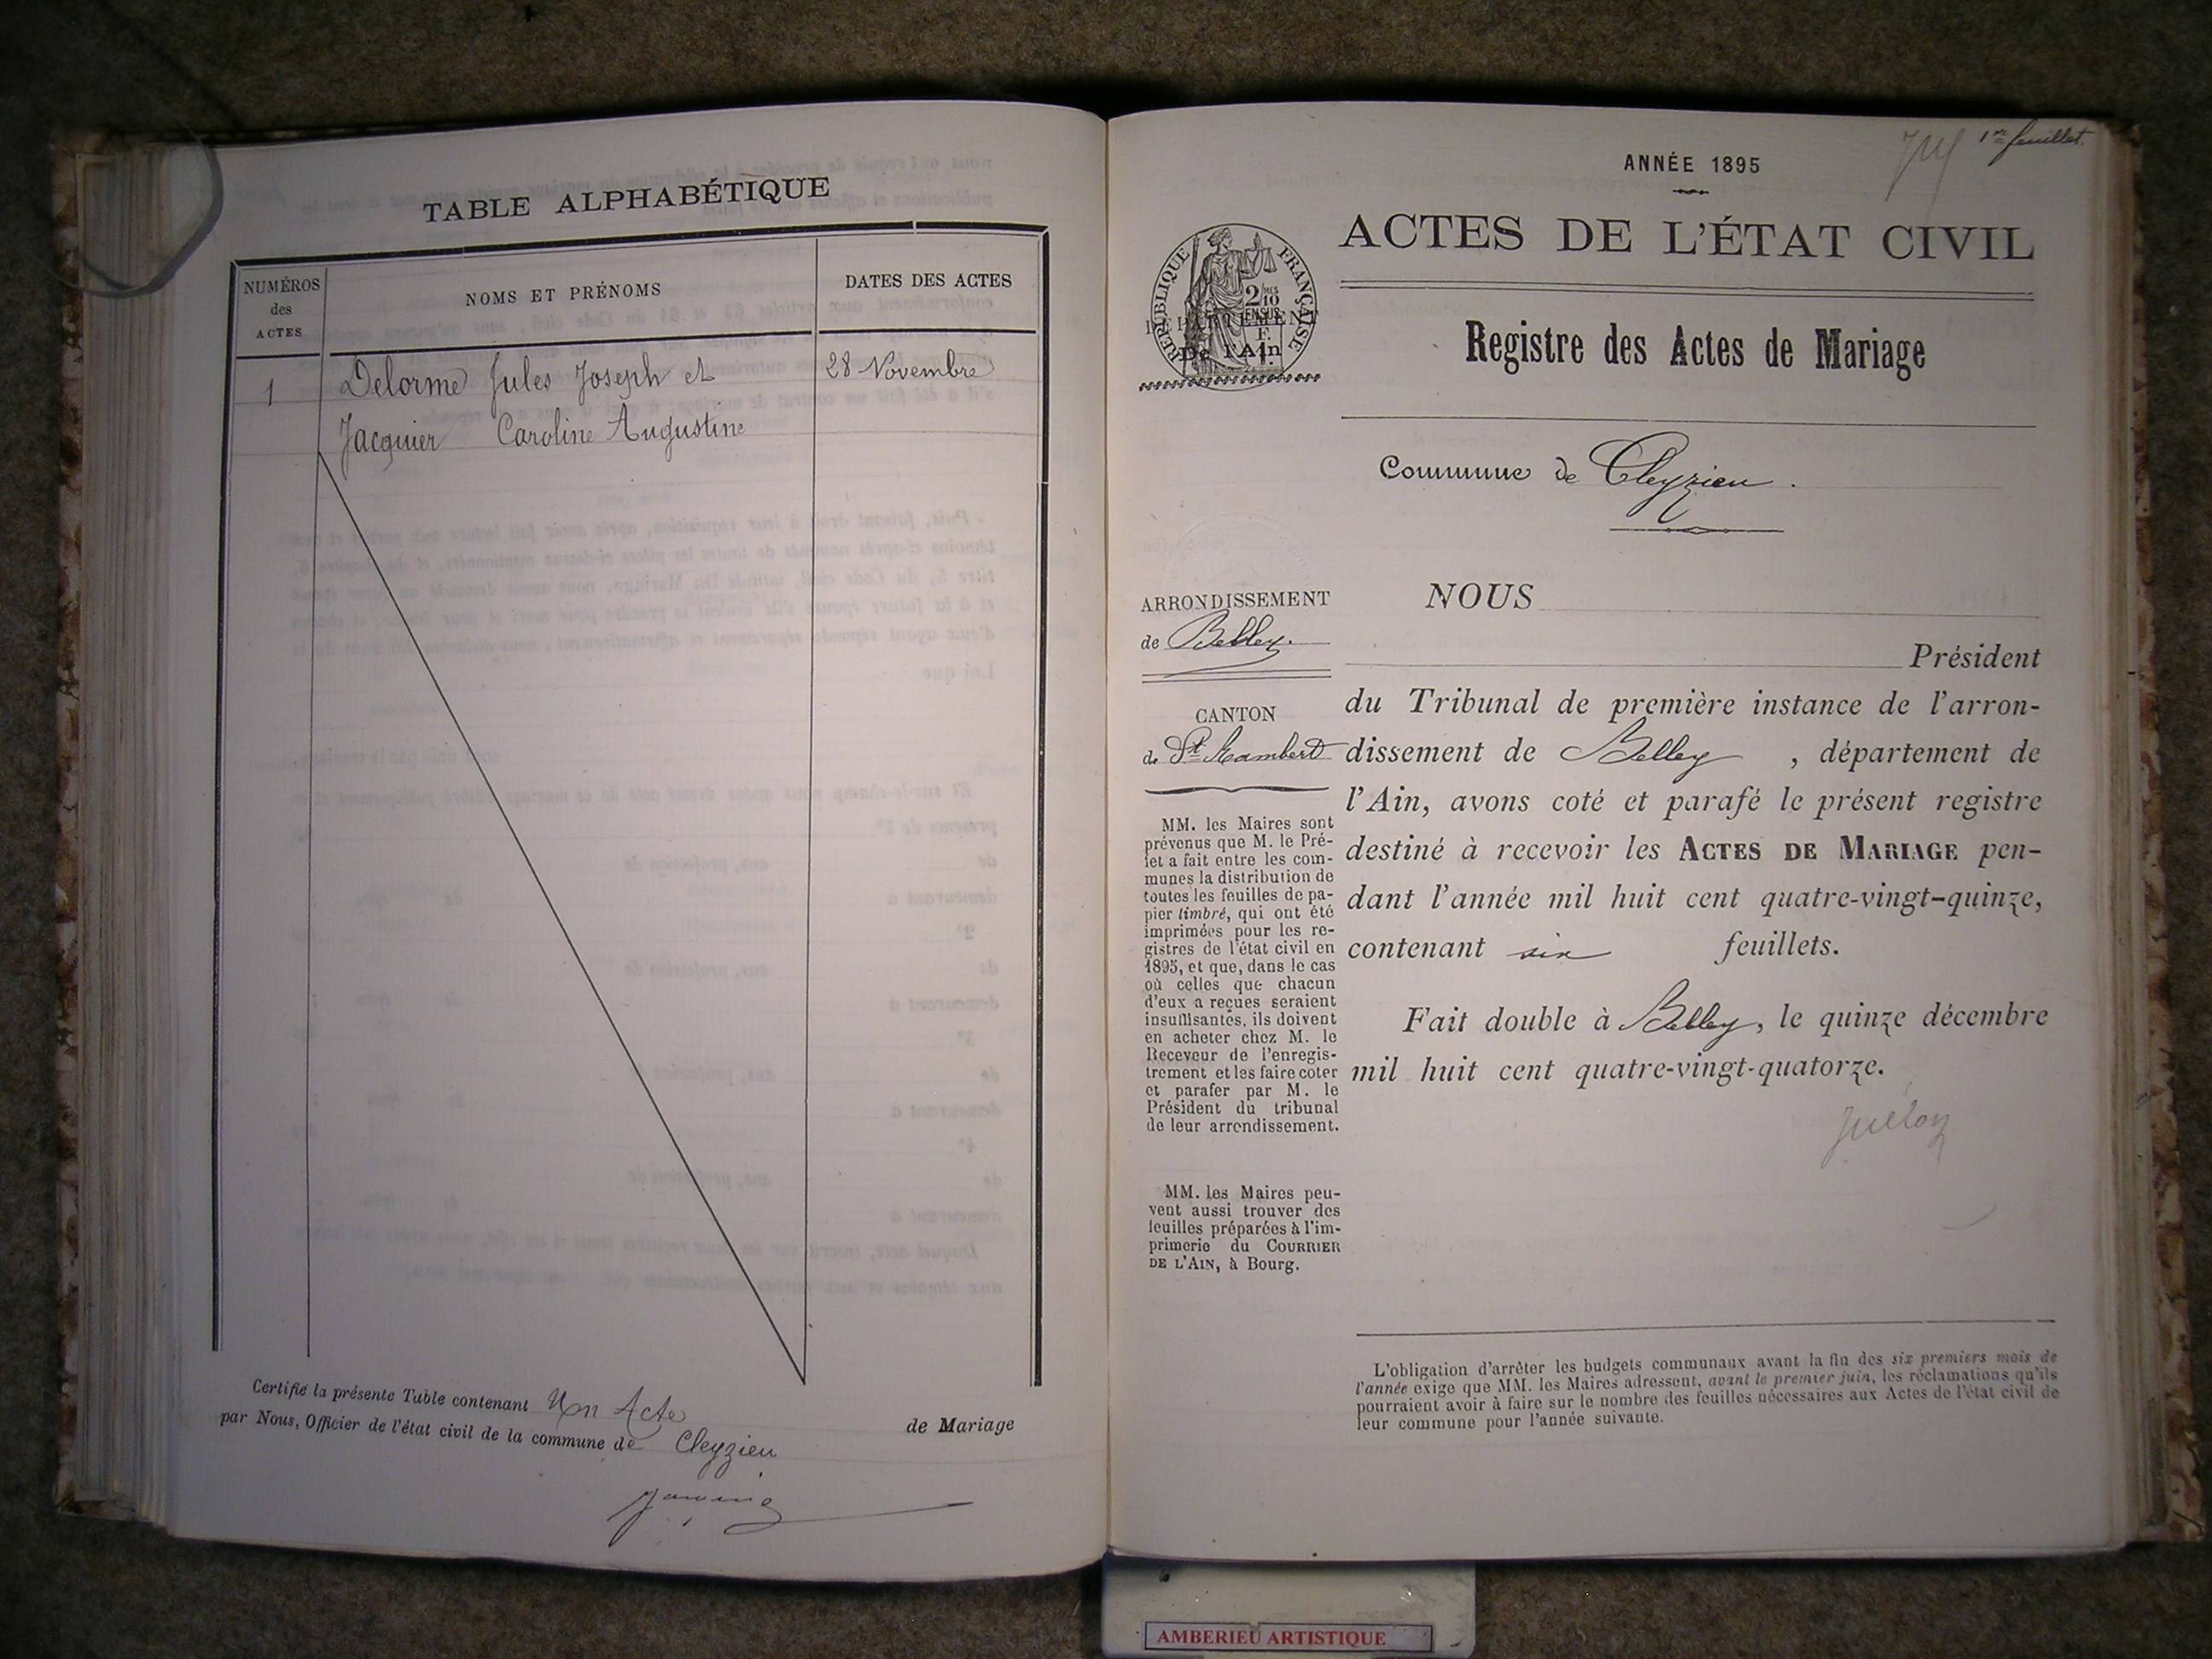 TABLE ALPHABÉTIQUE
NUMÉROS
des
ACTES
NOMS ET PRÉNOMS
DATES DES ACTES
1
Delorme Jules Joseph et
28 Novembre
Jacquier Caroline Augustine
Certifié la présente Table contenant Un Acte
de Mariage
par Nous, Officier de l'état civil de la commune de Cleyzieu
1er feuillet.
ANNÉE 1895
ACTES DE L'ÉTAT CIVIL
RÉPUBLIQUE FRANÇAISE
2 MES
10
EN SUS
DÉPARTEMENT
De l'Ain
Registre des Actes de Mariage
Commune de Cleyzieu.
ARRONDISSEMENT
de Belley.
CANTON
de St Rambert
MM. les Maires sont
prévenus que M. le Pré-
fet a fait entre les com-
munes la distribution de
toutes les feuilles de pa-
pier timbré, qui ont été
imprimées pour les re-
gistres de l'état civil en
1895, et que, dans le cas
où celles que chacun
d'eux a reçues seraient
insuffisantes, ils doivent
en acheter chez M. le
Receveur de l'enregis-
trement et les faire coter
et parafer par M. le
Président du tribunal
de leur arrondissement.
MM. les Maires peu-
vent aussi trouver des
feuilles préparées à l'im-
primerie du COURRIER
DE L'AIN, à Bourg.
NOUS
Président
du Tribunal de première instance de l'arron-
dissement de Belley, département de
l'Ain, avons coté et parafé le présent registre
destiné à recevoir les ACTES DE MARIAGE pen-
dant l'année mil huit cent quatre-vingt-quinze,
contenant six feuillets.
Fait double à Belley, le quinze décembre
mil huit cent quatre-vingt-quatorze.
L'obligation d'arrêter les budgets communaux avant la fin des six premiers mois de
l'année exige que MM. les Maires adressent, avant le premier juin, les réclamations qu'ils
pourraient avoir à faire sur le nombre des feuilles nécessaires aux Actes de l'état civil de
leur commune pour l'année suivante.
AMBERIEU ARTISTIQUE